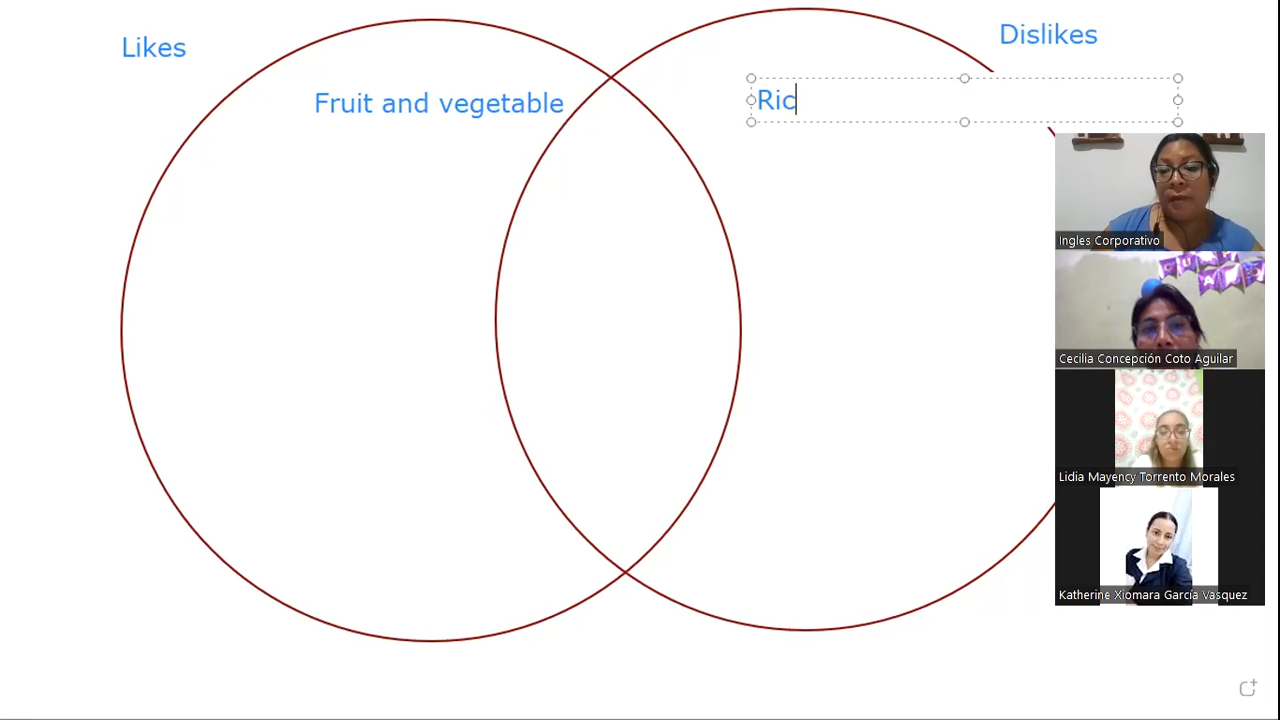 Likes
Dislikes
Fruit and vegetable
Ric
Ingles Corporativo
Cecilia Concepción Coto Aguilar
Lidia Mayency Torrento Morales
Katherine Xiomara García Vasquez